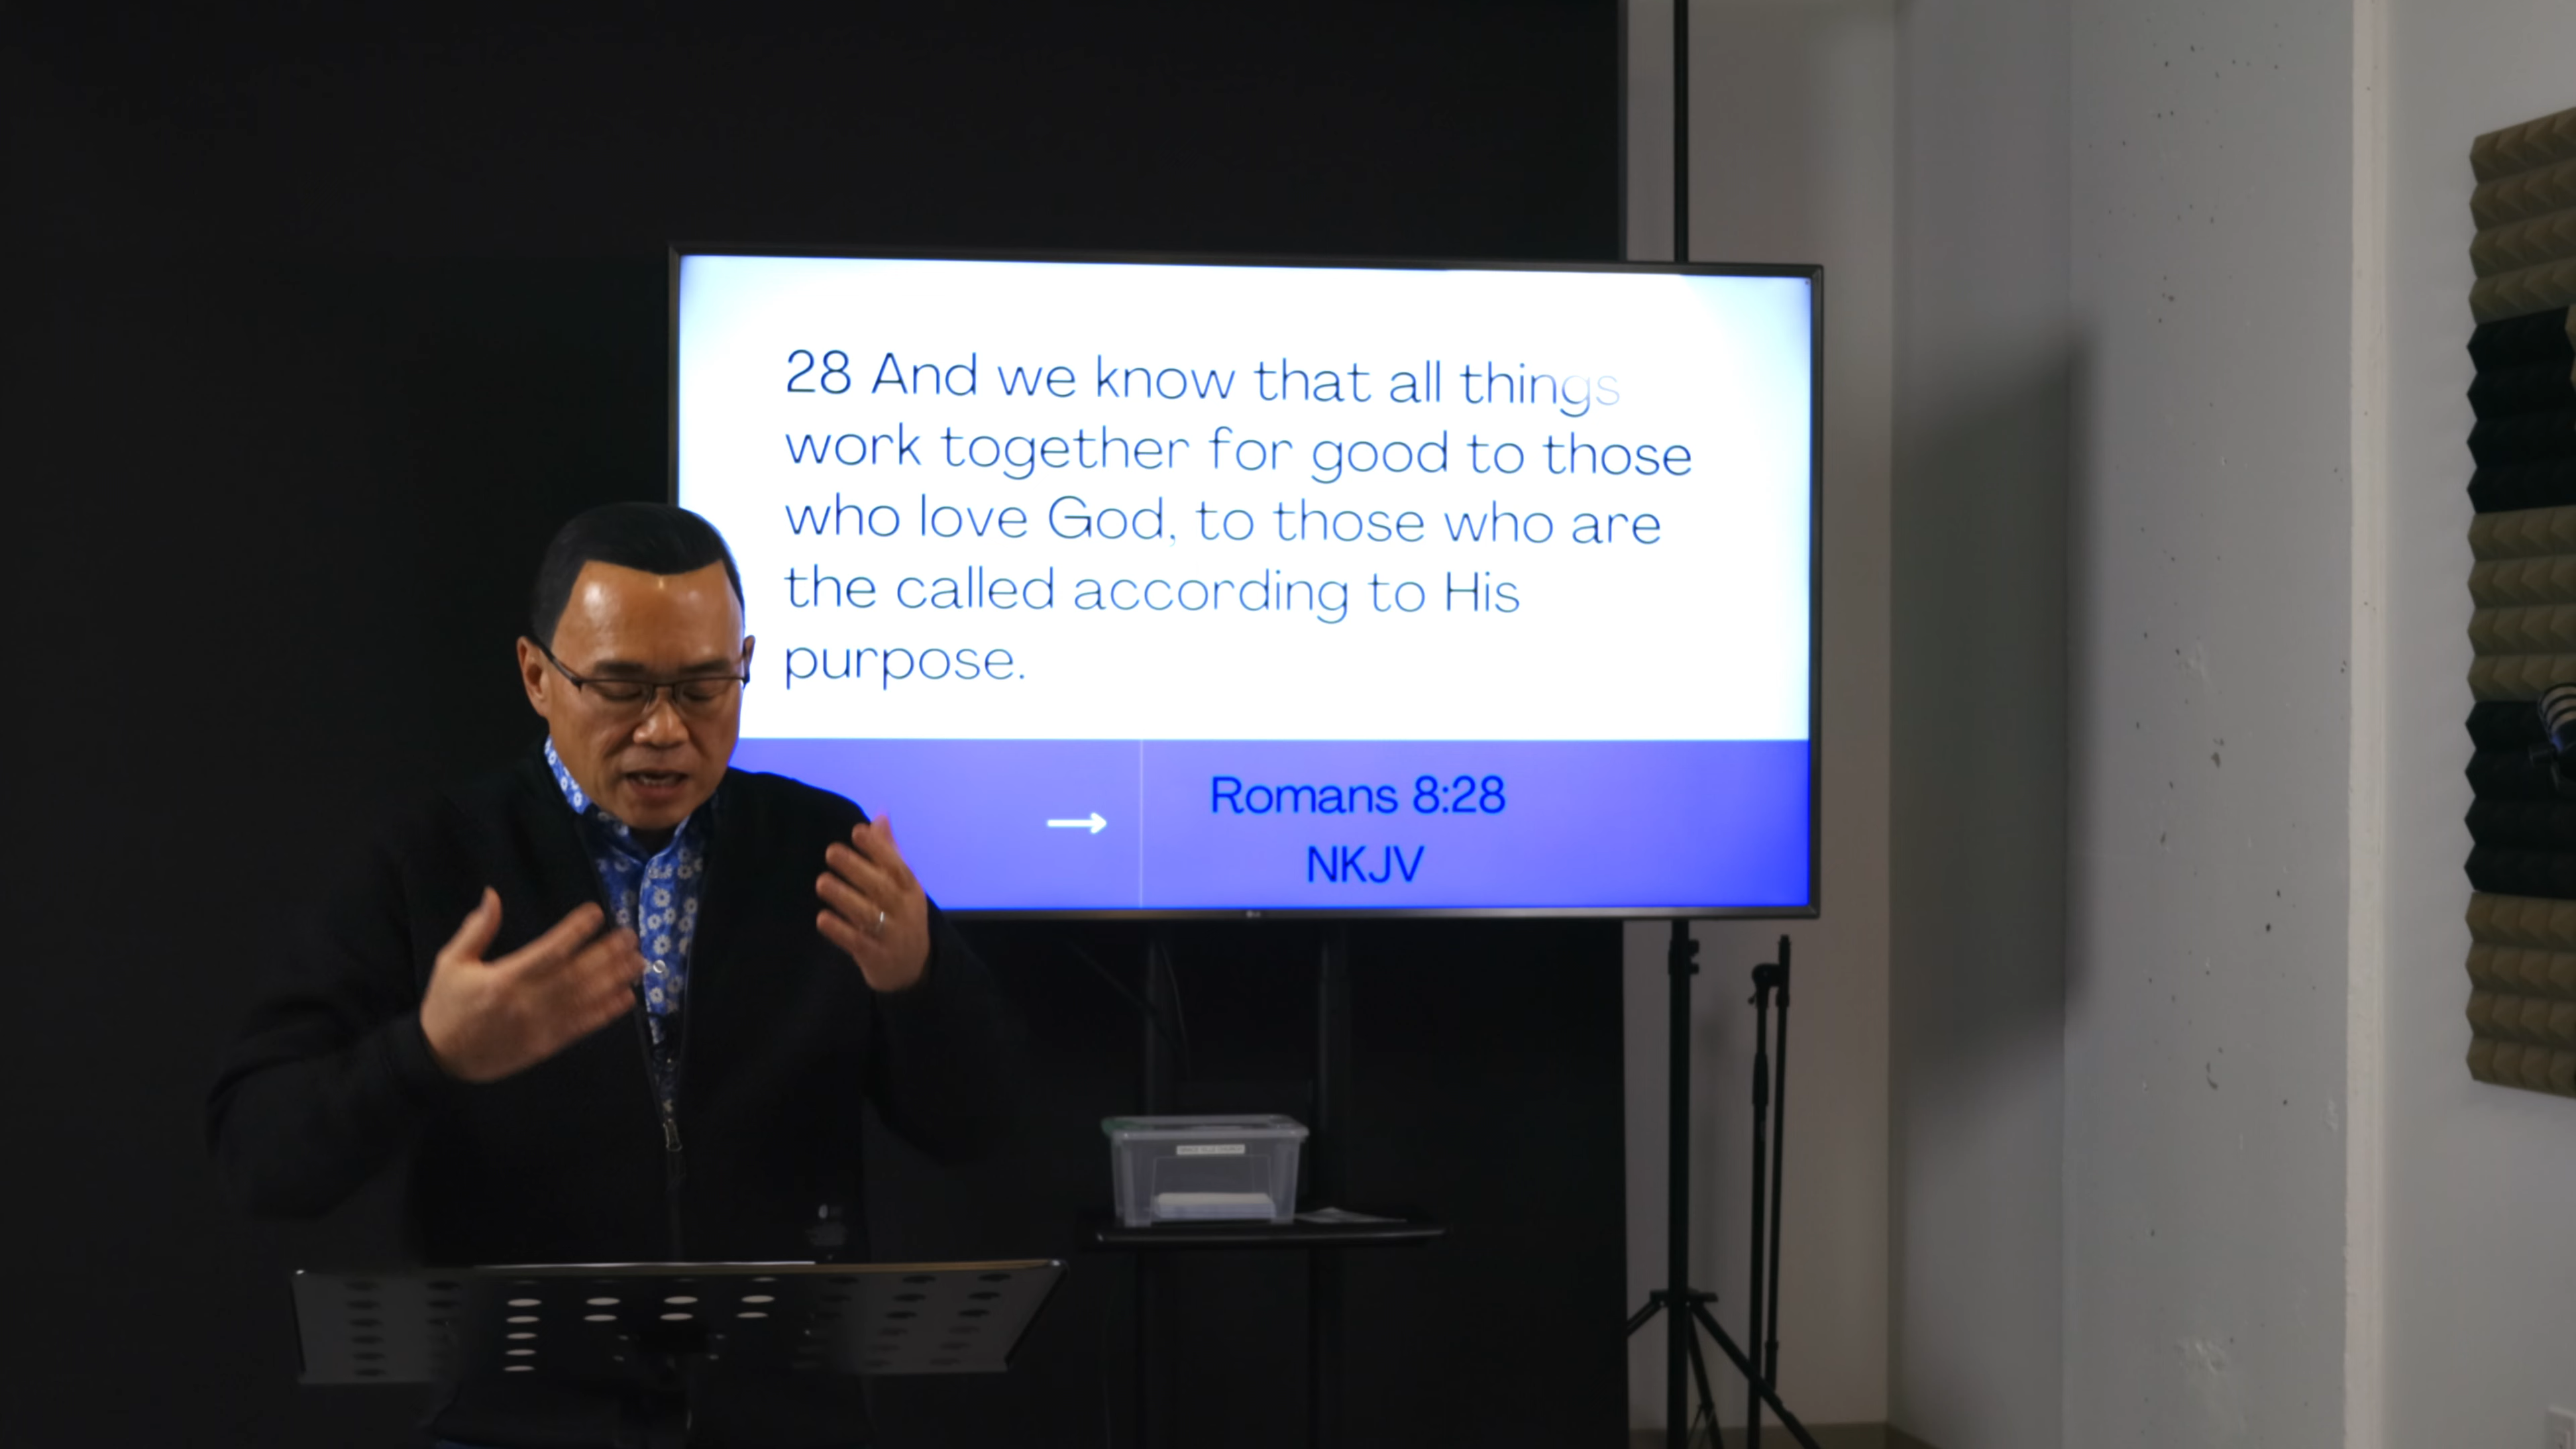 28 And we know that all things
work together for good to those
who love God, to those who are
the called according to His
purpose.
Romans 8:28
NKJV